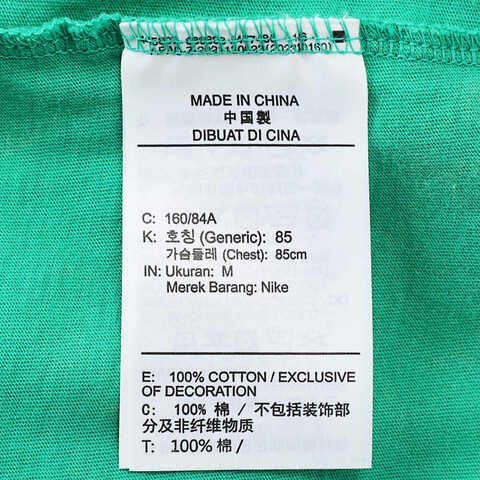 MADE IN CHINA
中国製
DIBUAT DI CINA
C: 160/84A
K: 호칭 (Generic): 85
가슴둘레 (Chest): 85cm
IN: Ukuran: M
Merek Barang: Nike
E: 100% COTTON / EXCLUSIVE
OF DECORATION
C: 100% 棉 / 不包括装饰部
分及非纤维物质
T: 100% 棉 /